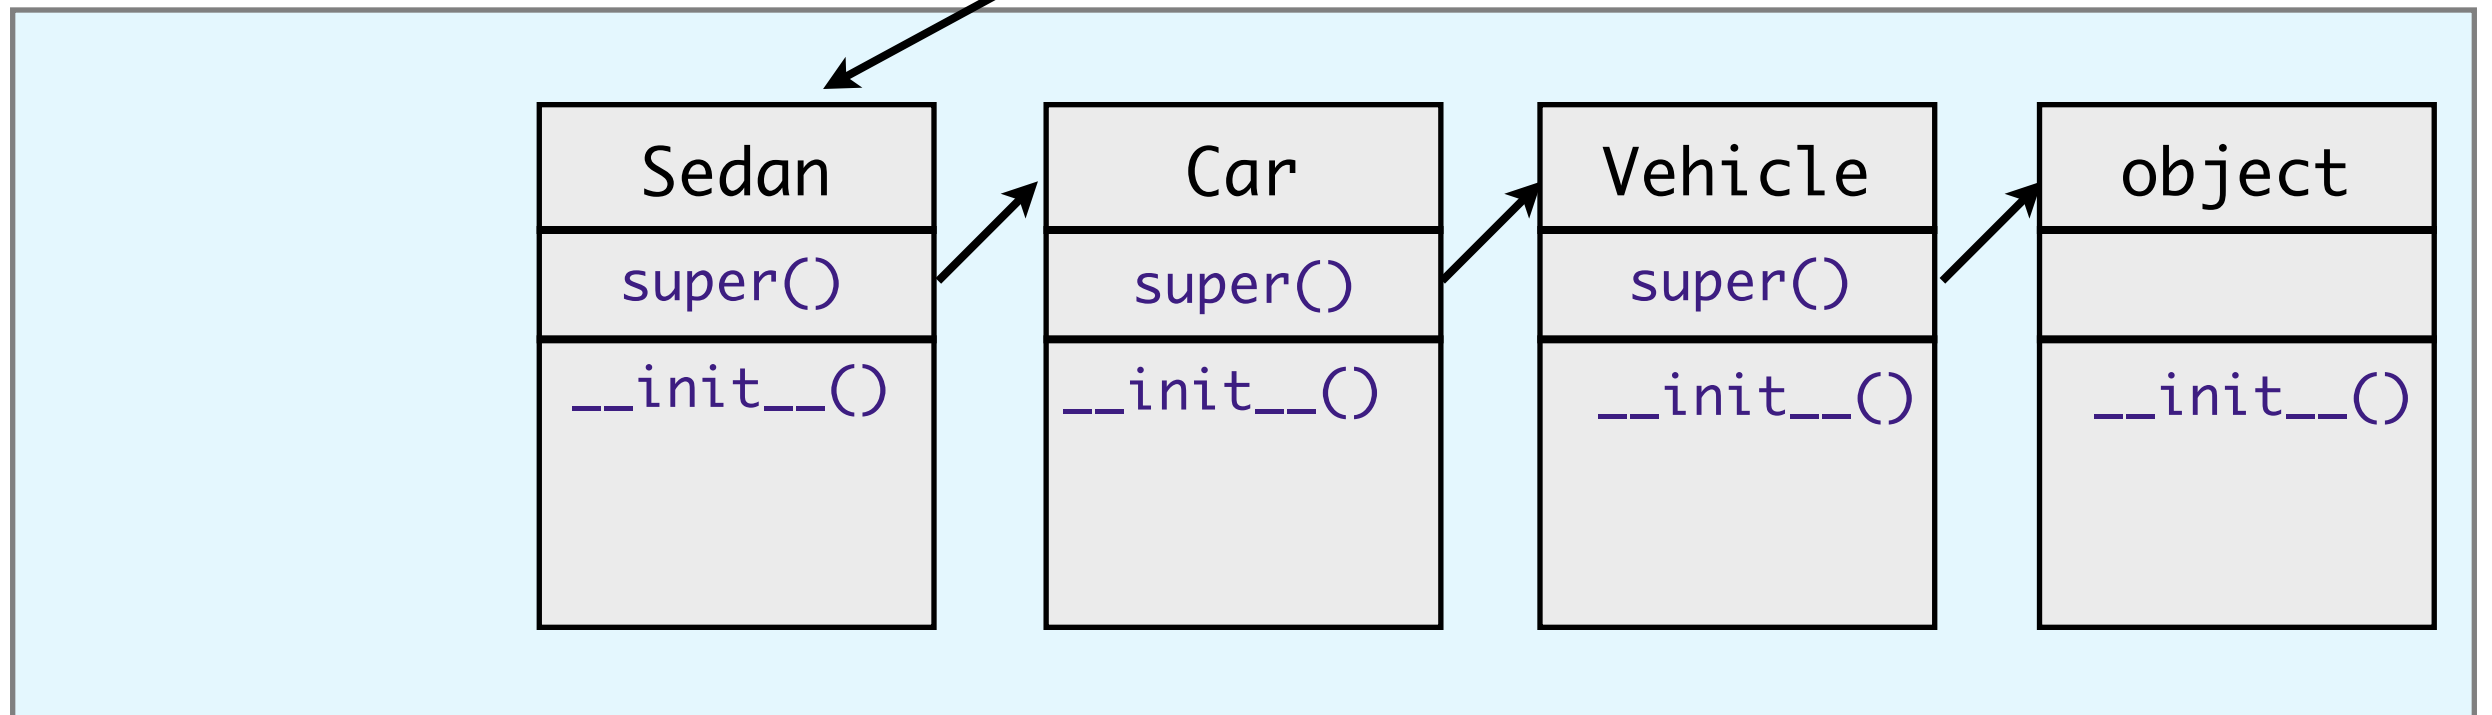 Sedan
super()
__init__()
Car
super()
__init__()
Vehicle
super()
__init__()
object
__init__()